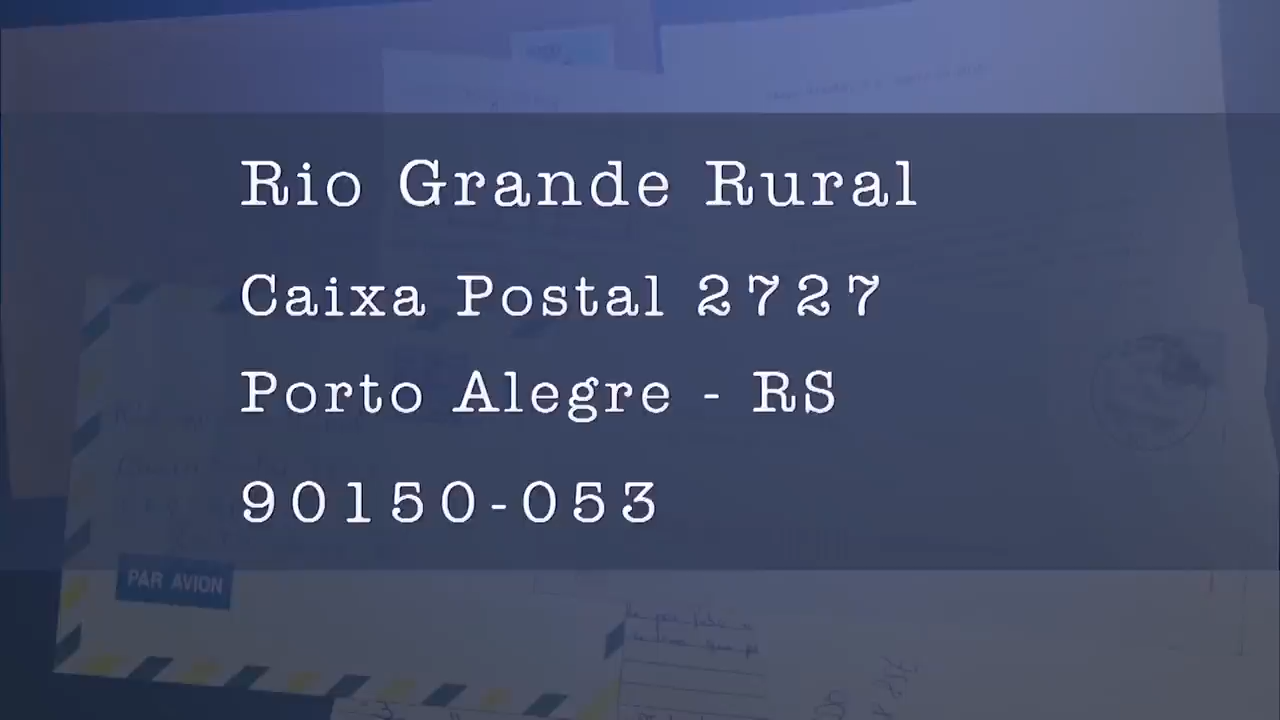 Rio Grande Rural
Caixa Postal 2727
Porto Alegre - RS
90150-053
PAR AVION